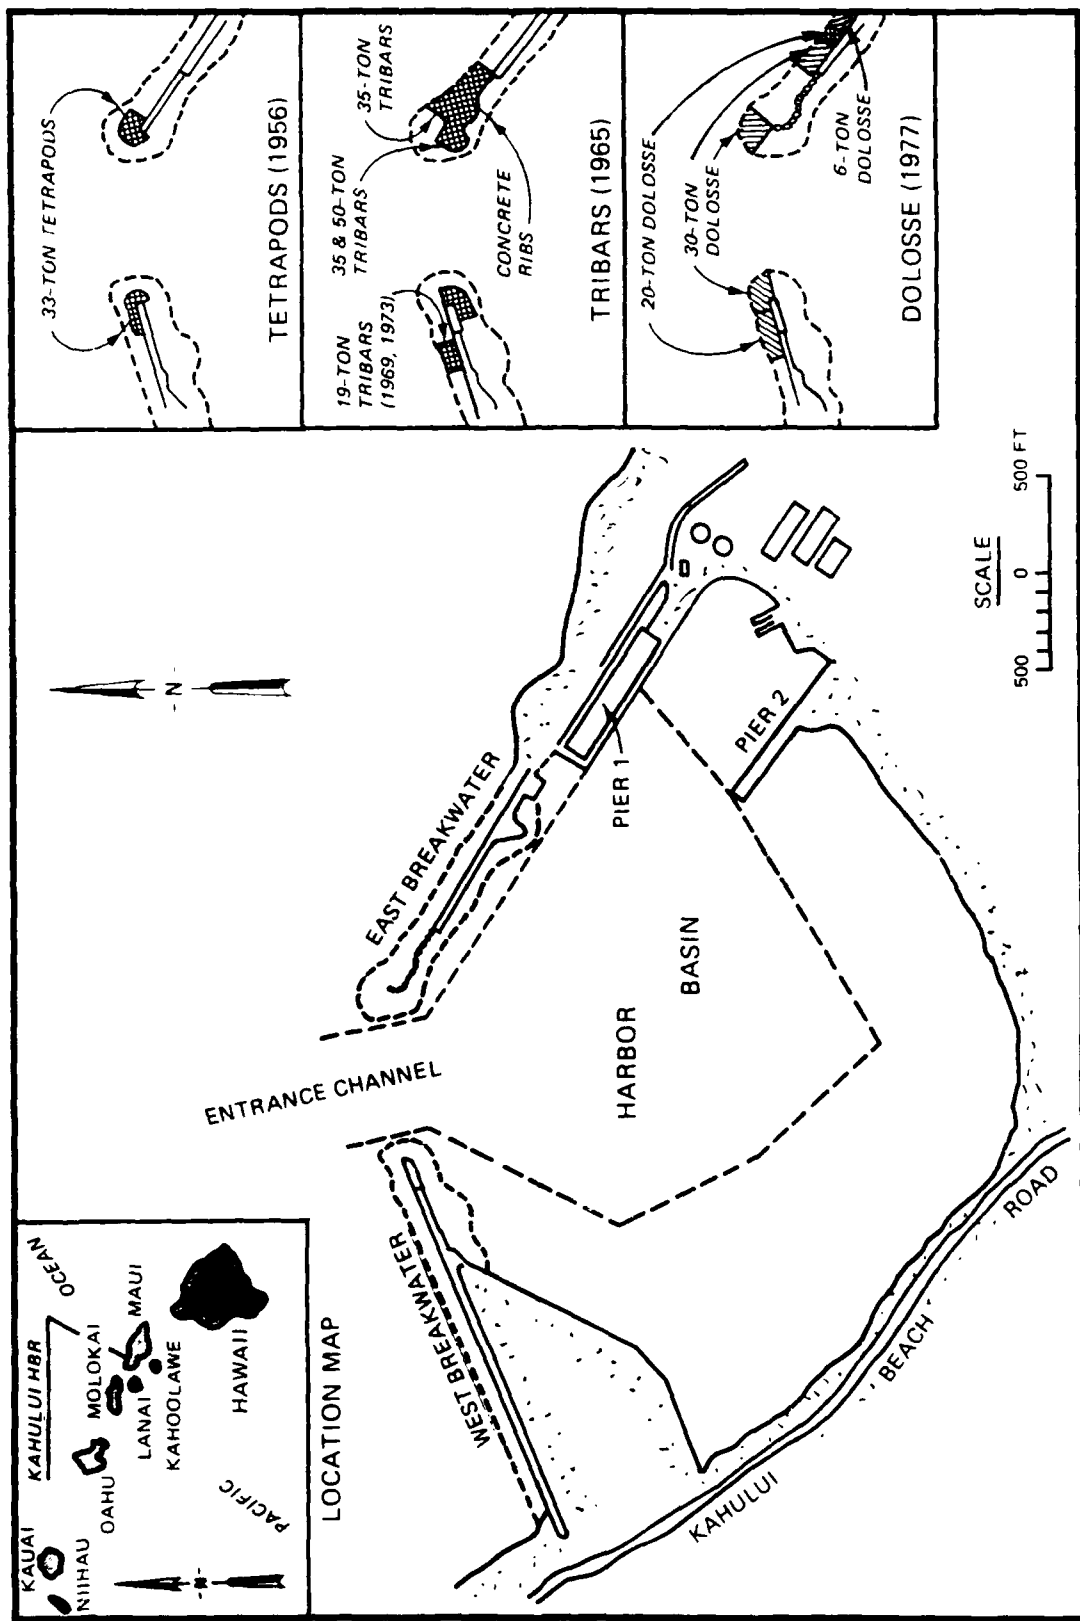 KAUAI
NIIHAU
OAHU
KAHULUI HBR
MOLOKAI
OCEAN
LANAI
MAUI
KAHOOLAWE
HAWAII
PACIFIC
-N-
LOCATION MAP
-N-
WEST BREAKWATER
ENTRANCE CHANNEL
EAST BREAKWATER
HARBOR
BASIN
PIER 1
PIER 2
KAHULUI
BEACH
ROAD
SCALE
500 0 500 FT
33-TON TETRAPODS
TETRAPODS (1956)
19-TON
TRIBARS
(1969, 1973)
35 & 50-TON
TRIBARS
35-TON
TRIBARS
CONCRETE
RIBS
TRIBARS (1965)
20-TON DOLOSSE
30-TON
DOLOSSE
6-TON
DOLOSSE
DOLOSSE (1977)